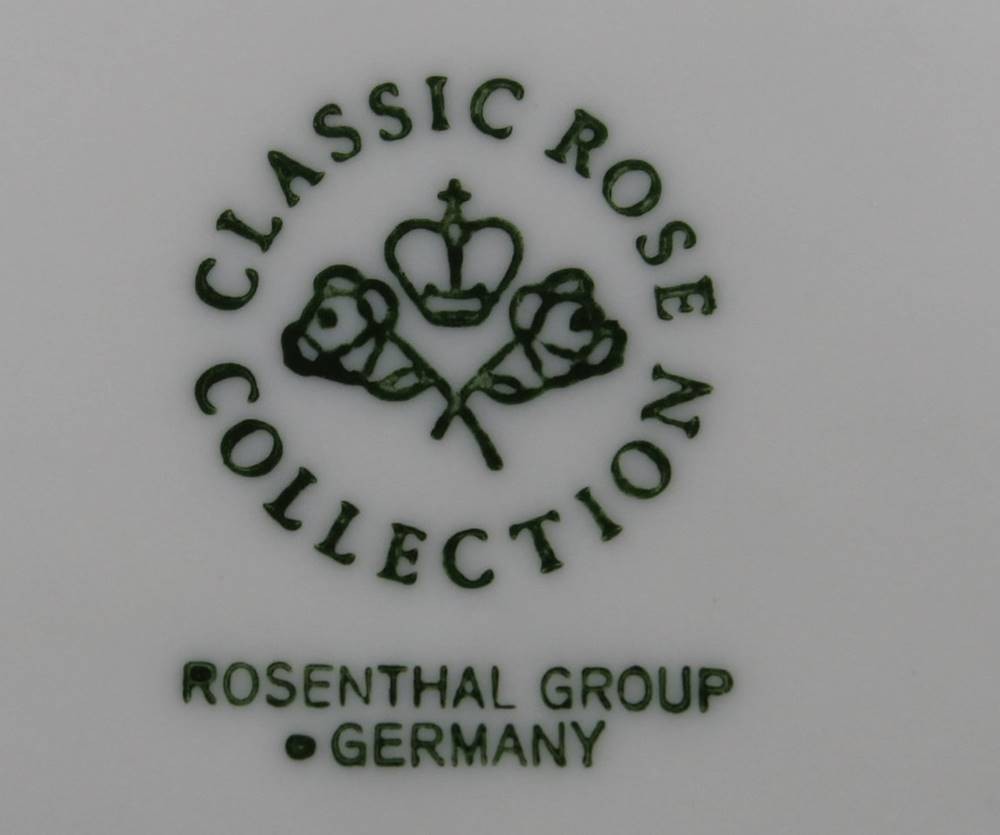 CLASSIC ROSE
COLLECTION
ROSENTHAL GROUP
• GERMANY